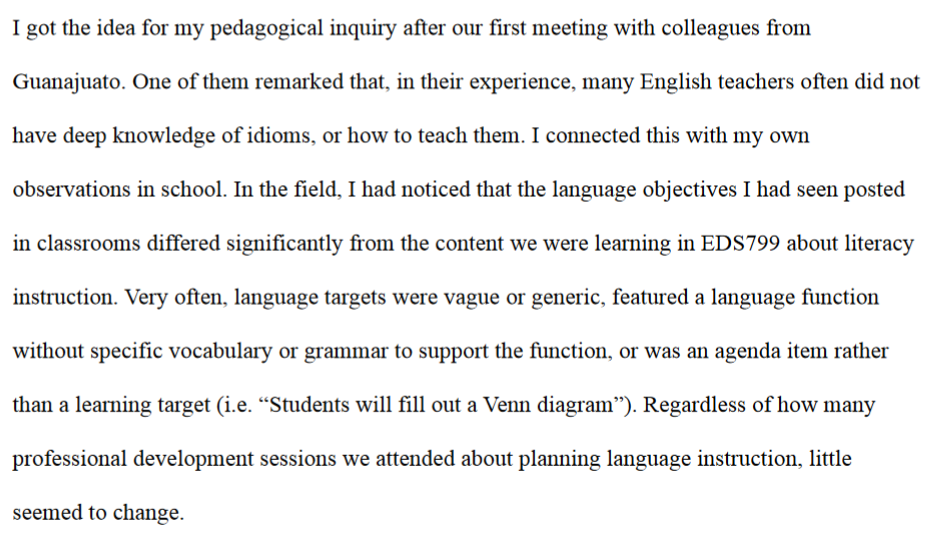 I got the idea for my pedagogical inquiry after our first meeting with colleagues from
Guanajuato. One of them remarked that, in their experience, many English teachers often did not
have deep knowledge of idioms, or how to teach them. I connected this with my own
observations in school. In the field, I had noticed that the language objectives I had seen posted
in classrooms differed significantly from the content we were learning in EDS799 about literacy
instruction. Very often, language targets were vague or generic, featured a language function
without specific vocabulary or grammar to support the function, or was an agenda item rather
than a learning target (i.e. “Students will fill out a Venn diagram”). Regardless of how many
professional development sessions we attended about planning language instruction, little
seemed to change.